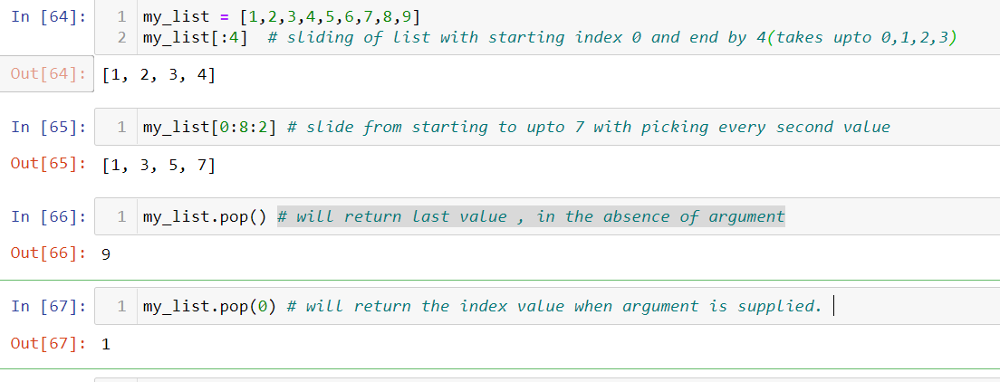 In [64]: 1 my_list = [1,2,3,4,5,6,7,8,9]
2 my_list[:4]  # sliding of list with starting index 0 and end by 4(takes upto 0,1,2,3)
Out[64]: [1, 2, 3, 4]
In [65]: 1 my_list[0:8:2] # slide from starting to upto 7 with picking every second value
Out[65]: [1, 3, 5, 7]
In [66]: 1 my_list.pop() # will return last value , in the absence of argument
Out[66]: 9
In [67]: 1 my_list.pop(0) # will return the index value when argument is supplied.
Out[67]: 1